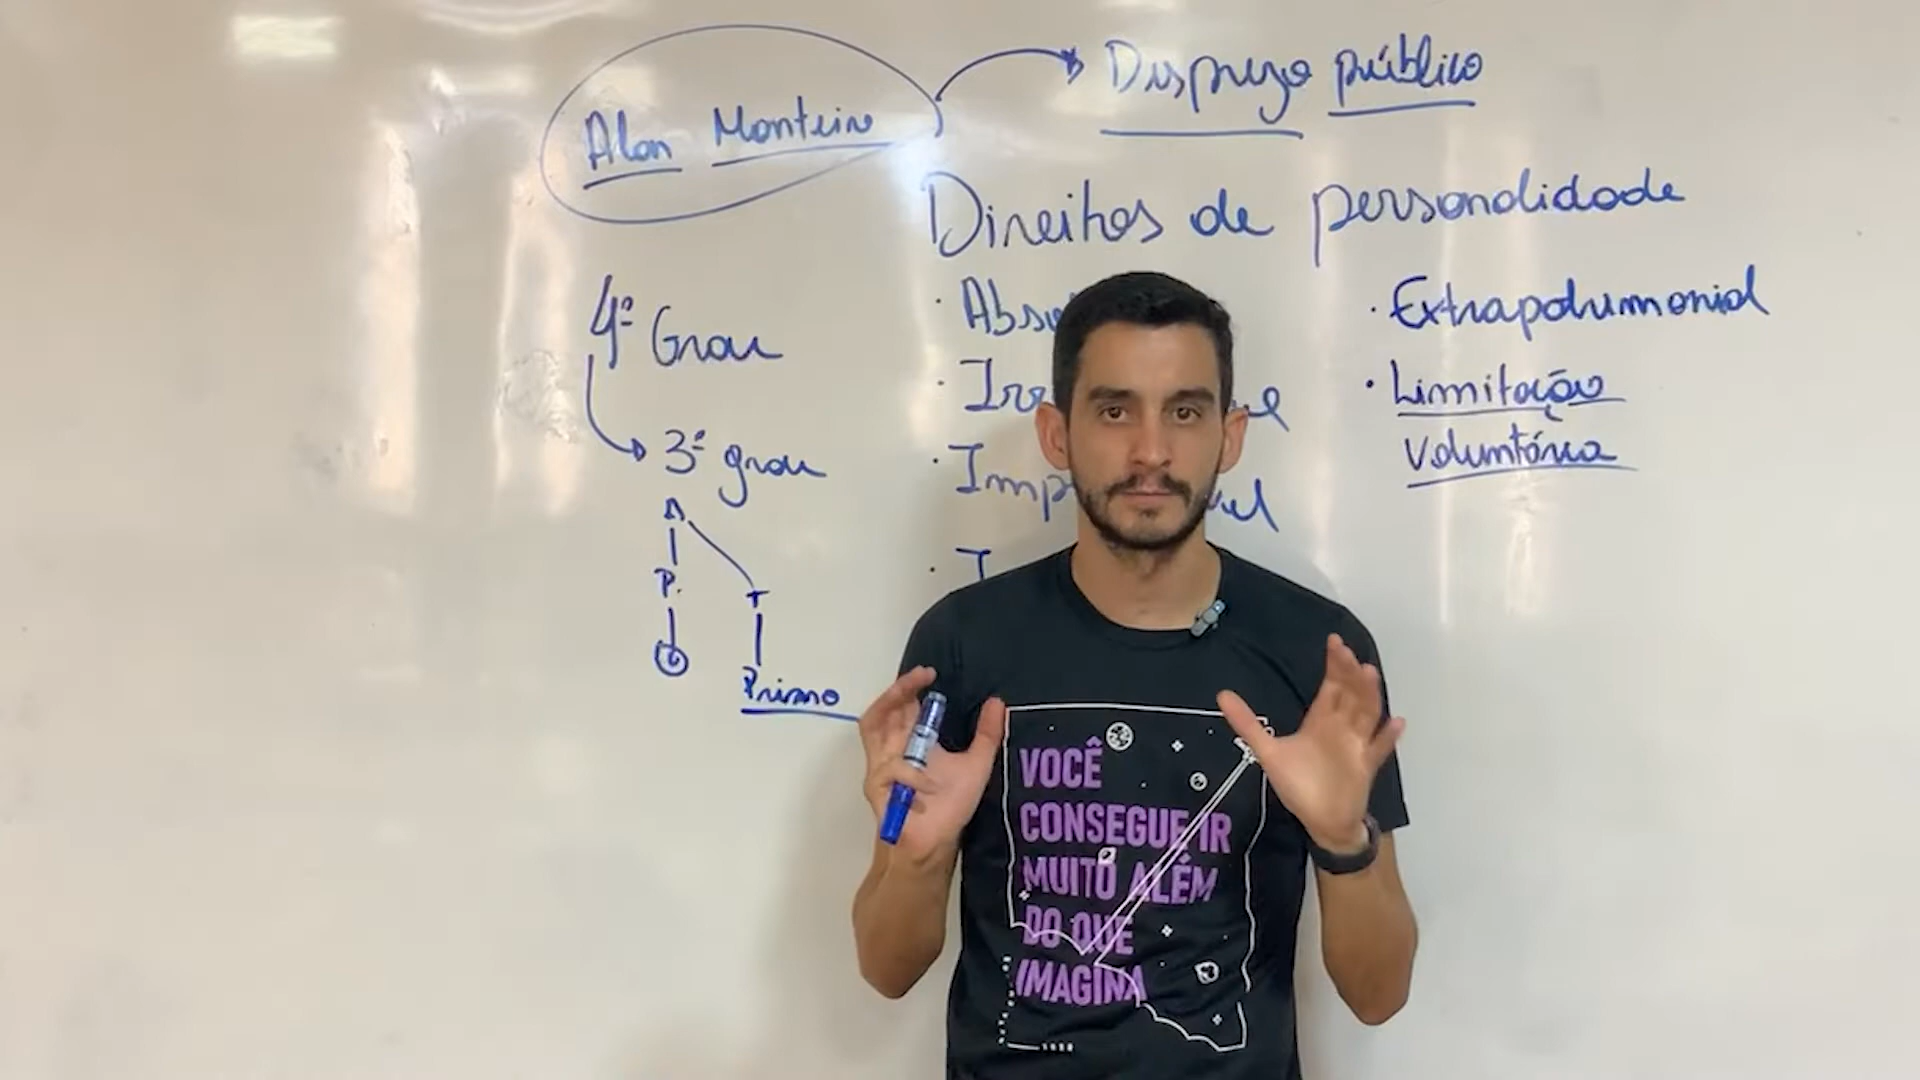 Alan Monteiro
Desprezo público
Direitos de personalidade
4º Grau
3º grau
A
P.
T
Primo
· Extrapatrimonial
· Limitação
Voluntária
VOCÊ
CONSEGUE IR
MUITO ALÉM
DO QUE
IMAGINA